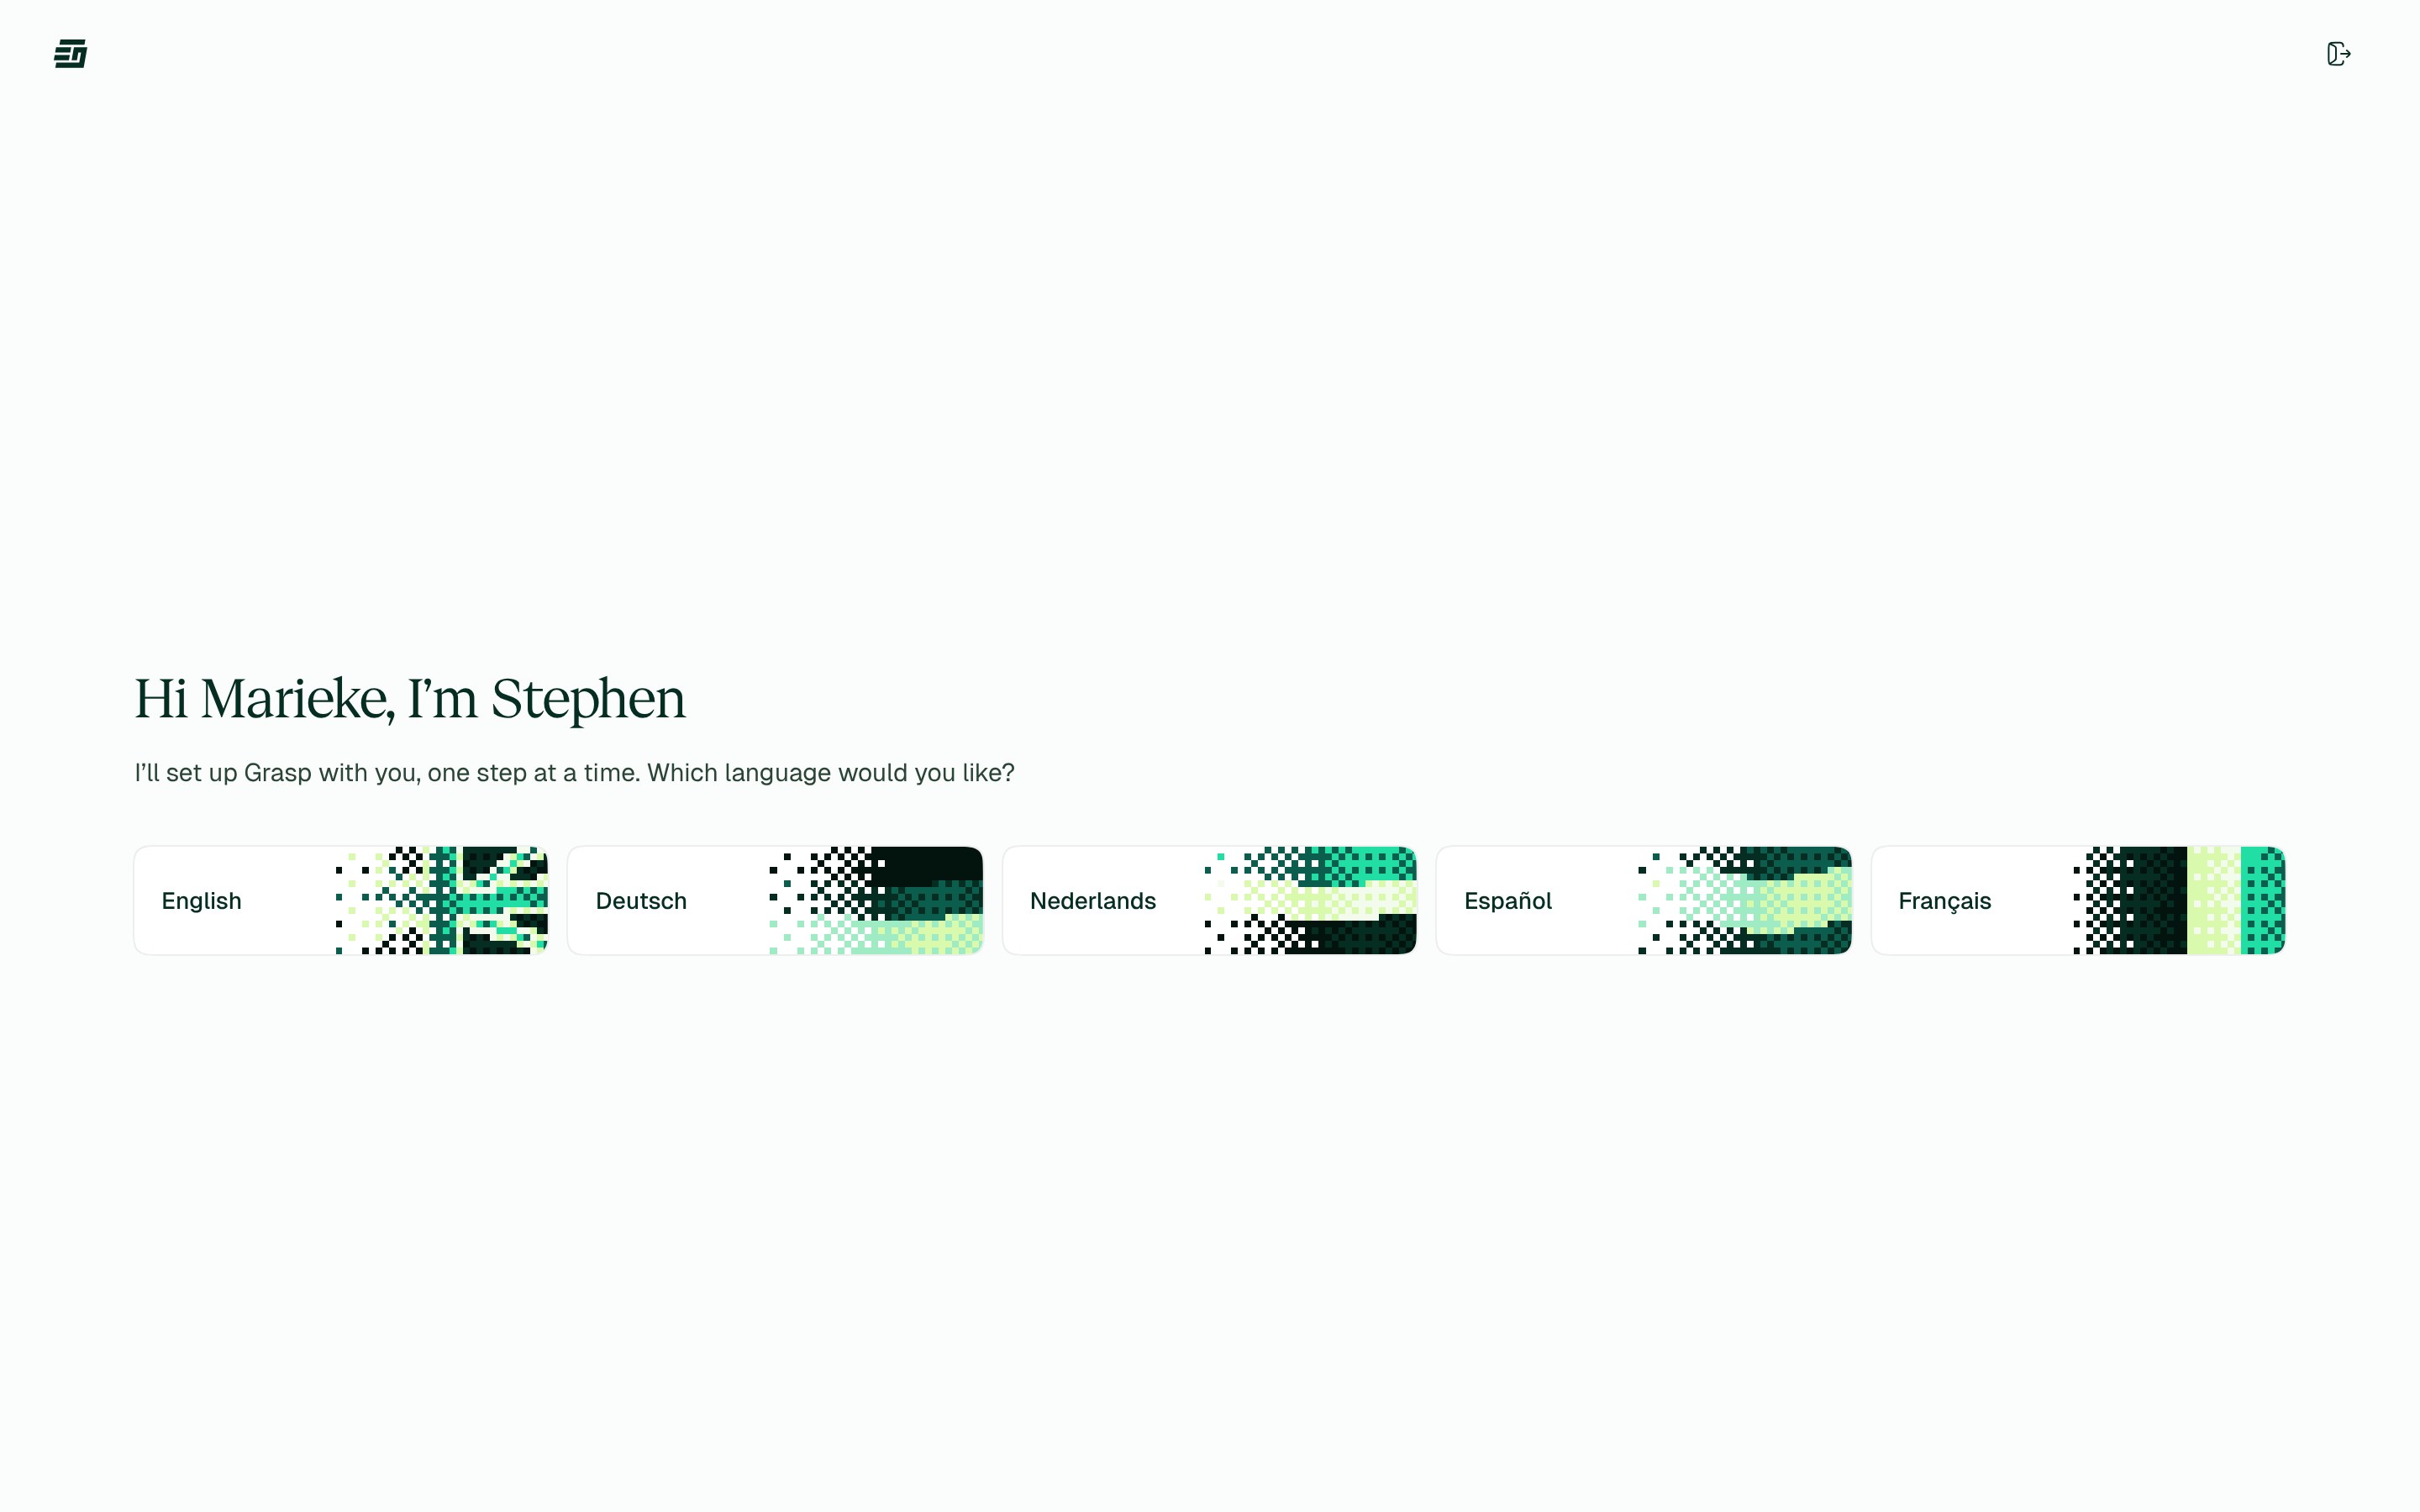 Hi Marieke, I’m Stephen
I’ll set up Grasp with you, one step at a time. Which language would you like?
English
Deutsch
Nederlands
Español
Français